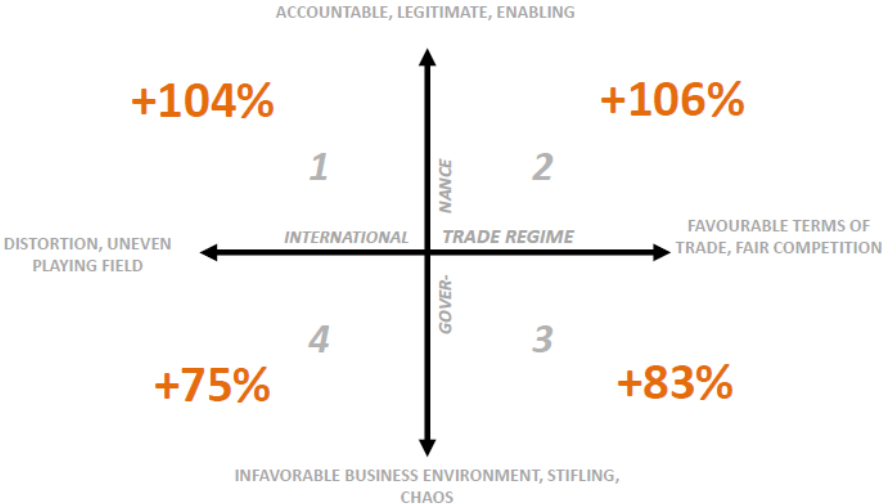 ACCOUNTABLE, LEGITIMATE, ENABLING
+104%
+106%
1
2
NANCE
INTERNATIONAL
TRADE REGIME
DISTORTION, UNEVEN
PLAYING FIELD
FAVOURABLE TERMS OF
TRADE, FAIR COMPETITION
GOVER-
4
3
+75%
+83%
INFAVORABLE BUSINESS ENVIRONMENT, STIFLING,
CHAOS